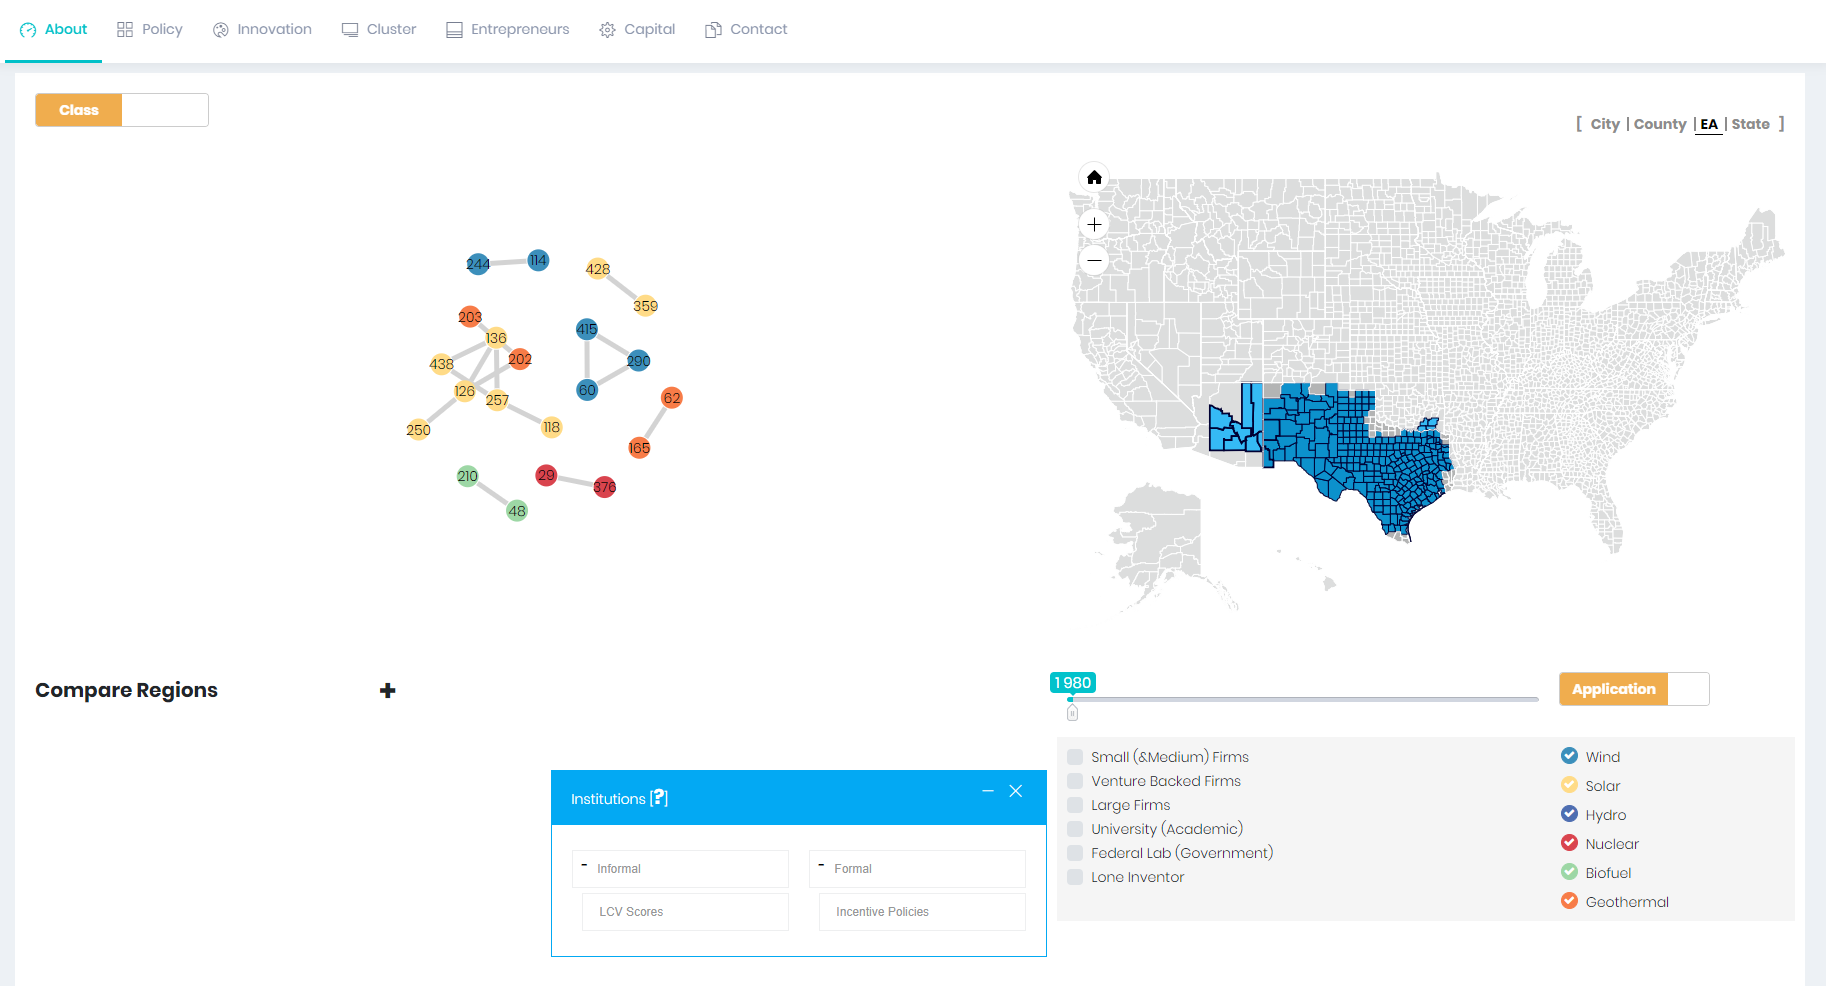 About Policy Innovation Cluster Entrepreneurs Capital Contact
Class
[ City | County | EA | State ]
244
114
428
359
203
136
415
438
202
290
126
257
60
62
250
118
165
210
29
376
48
Compare Regions +
1980
Application
Small (&Medium) Firms
Venture Backed Firms
Large Firms
University (Academic)
Federal Lab (Government)
Lone Inventor
Wind
Solar
Hydro
Nuclear
Biofuel
Geothermal
Institutions [?]
- Informal
- Formal
LCV Scores
Incentive Policies